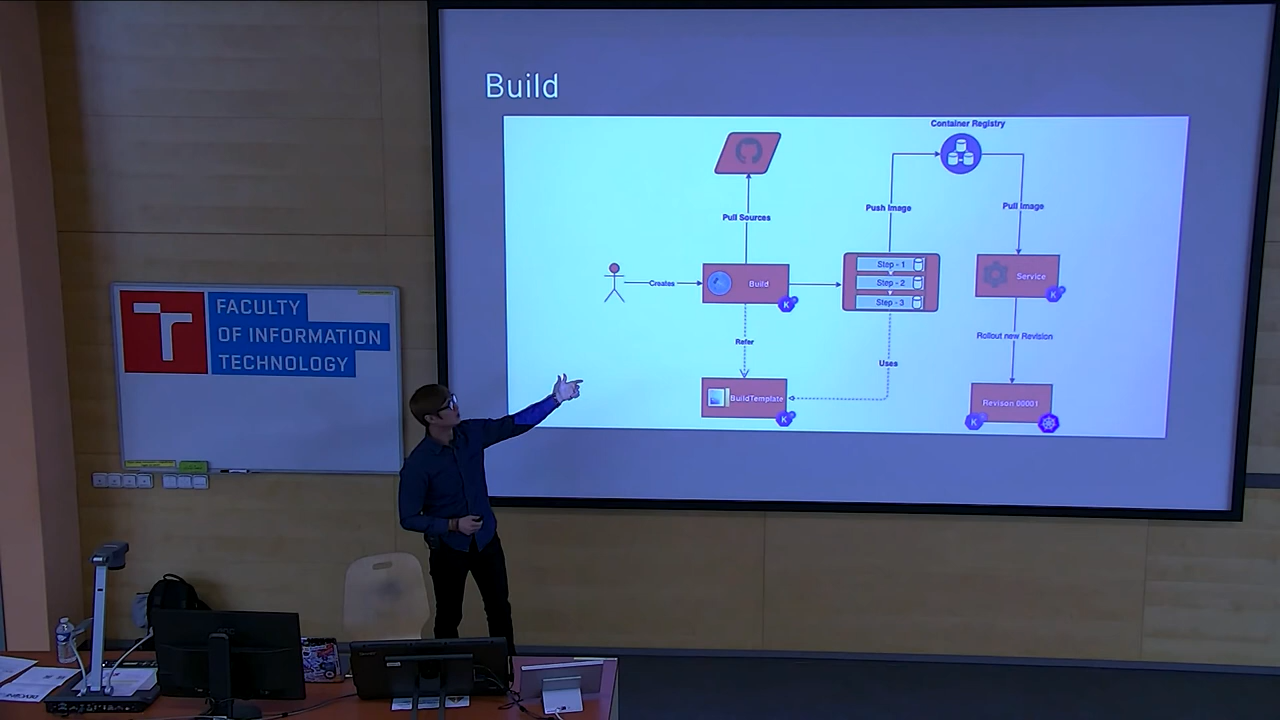 Build
Container Registry
Pull Sources
Push Image
Pull Image
Creates
Build
Step - 1
Step - 2
Step - 3
Service
K
K
Refer
Uses
Rollout new Revision
BuildTemplate
Revison 00001
K
K
FACULTY
OF INFORMATION
TECHNOLOGY